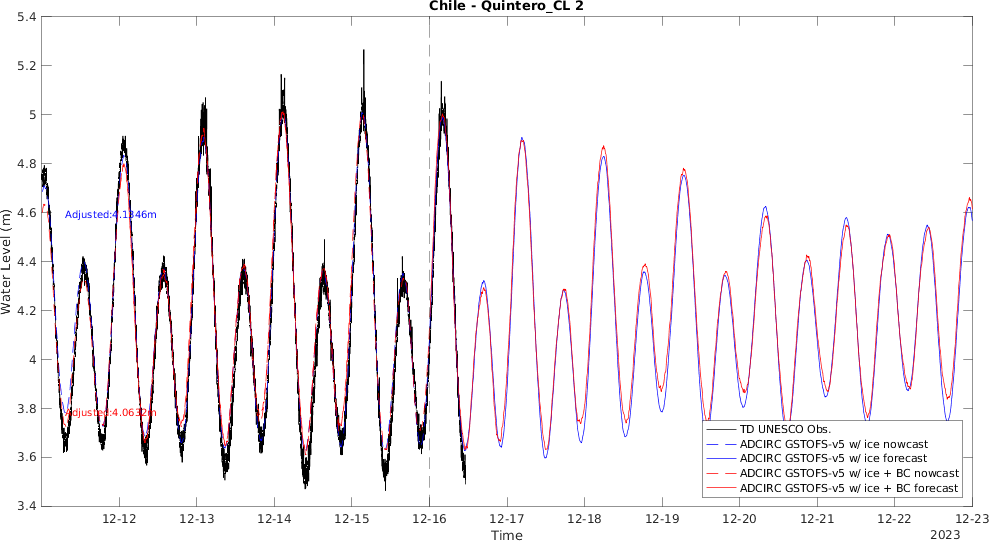 Chile - Quintero_CL 2
5.4
5.2
5
4.8
4.6
4.4
4.2
4
3.8
3.6
3.4
Water Level (m)
Adjusted:4.1346m
Adjusted:4.0632m
TD UNESCO Obs.
ADCIRC GSTOFS-v5 w/ ice nowcast
ADCIRC GSTOFS-v5 w/ ice forecast
ADCIRC GSTOFS-v5 w/ ice + BC nowcast
ADCIRC GSTOFS-v5 w/ ice + BC forecast
12-12 12-13 12-14 12-15 12-16 12-17 12-18 12-19 12-20 12-21 12-22 12-23
Time
2023